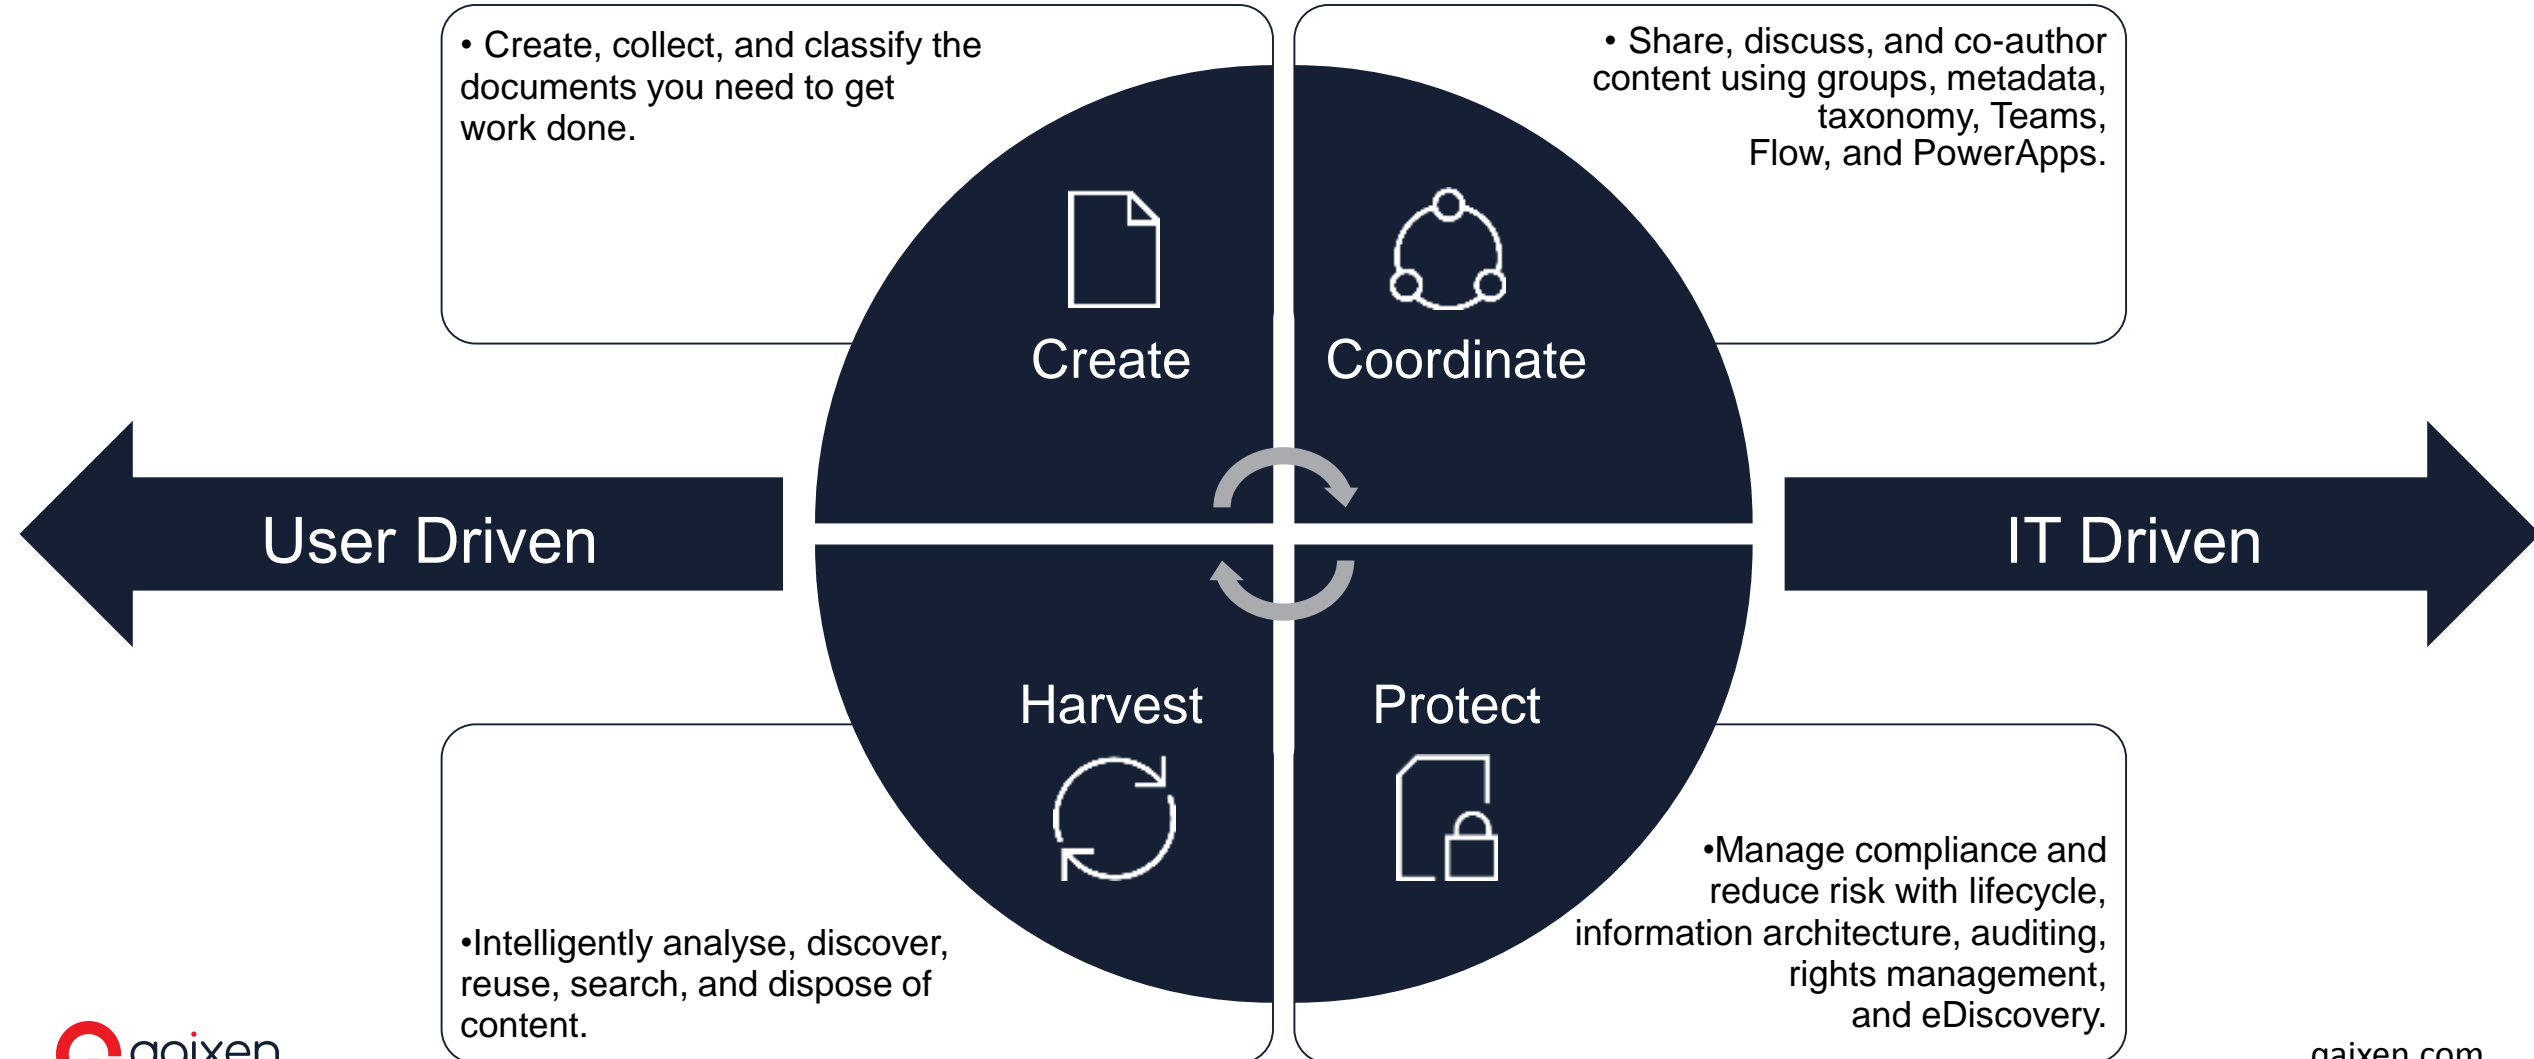 • Create, collect, and classify the
documents you need to get
work done.
• Share, discuss, and co-author
content using groups, metadata,
taxonomy, Teams,
Flow, and PowerApps.
Create
Coordinate
User Driven
IT Driven
Harvest
Protect
•Intelligently analyse, discover,
reuse, search, and dispose of
content.
•Manage compliance and
reduce risk with lifecycle,
information architecture, auditing,
rights management,
and eDiscovery.
qaixen
qaixen.com